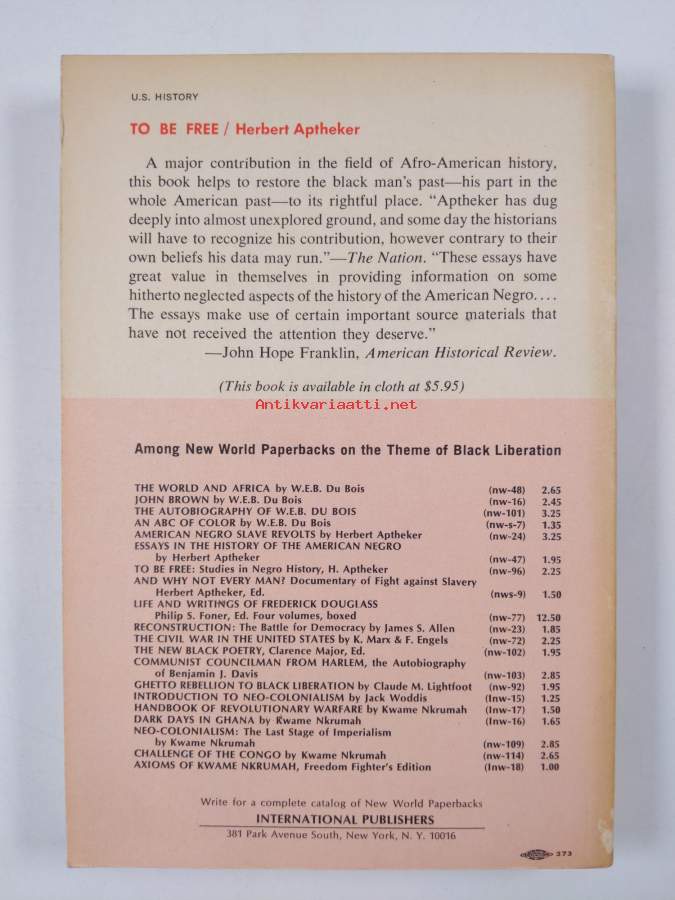 U.S. HISTORY
TO BE FREE / Herbert Aptheker
A major contribution in the field of Afro-American history,
this book helps to restore the black man's past—his part in the
whole American past—to its rightful place. "Aptheker has dug
deeply into almost unexplored ground, and some day the historians
will have to recognize his contribution, however contrary to their
own beliefs his data may run."—The Nation. "These essays have
great value in themselves in providing information on some
hitherto neglected aspects of the history of the American Negro....
The essays make use of certain important source materials that
have not received the attention they deserve."
—John Hope Franklin, American Historical Review.
(This book is available in cloth at $5.95)
Antikvariaatti.net
Among New World Paperbacks on the Theme of Black Liberation
THE WORLD AND AFRICA by W.E.B. Du Bois (nw-48) 2.65
JOHN BROWN by W.E.B. Du Bois (nw-16) 2.45
THE AUTOBIOGRAPHY OF W.E.B. DU BOIS (nw-101) 3.25
AN ABC OF COLOR by W.E.B. Du Bois (nw-s-7) 1.35
AMERICAN NEGRO SLAVE REVOLTS by Herbert Aptheker (nw-24) 3.25
ESSAYS IN THE HISTORY OF THE AMERICAN NEGRO
by Herbert Aptheker (nw-47) 1.95
TO BE FREE: Studies in Negro History, H. Aptheker (nw-96) 2.25
AND WHY NOT EVERY MAN? Documentary of Fight against Slavery
Herbert Aptheker, Ed. (nws-9) 1.50
LIFE AND WRITINGS OF FREDERICK DOUGLASS
Philip S. Foner, Ed. Four volumes, boxed (nw-77) 12.50
RECONSTRUCTION: The Battle for Democracy by James S. Allen (nw-23) 1.85
THE CIVIL WAR IN THE UNITED STATES by K. Marx & F. Engels (nw-72) 2.25
THE NEW BLACK POETRY, Clarence Major, Ed. (nw-102) 1.95
COMMUNIST COUNCILMAN FROM HARLEM, the Autobiography
of Benjamin J. Davis (nw-103) 2.85
GHETTO REBELLION TO BLACK LIBERATION by Claude M. Lightfoot (nw-92) 1.95
INTRODUCTION TO NEO-COLONIALISM by Jack Woddis (lnw-15) 1.25
HANDBOOK OF REVOLUTIONARY WARFARE by Kwame Nkrumah (lnw-17) 1.50
DARK DAYS IN GHANA by Kwame Nkrumah (lnw-16) 1.65
NEO-COLONIALISM: The Last Stage of Imperialism
by Kwame Nkrumah (nw-109) 2.85
CHALLENGE OF THE CONGO by Kwame Nkrumah (nw-114) 2.65
AXIOMS OF KWAME NKRUMAH, Freedom Fighter's Edition (lnw-18) 1.00
Write for a complete catalog of New World Paperbacks
INTERNATIONAL PUBLISHERS
381 Park Avenue South, New York, N. Y. 10016
373